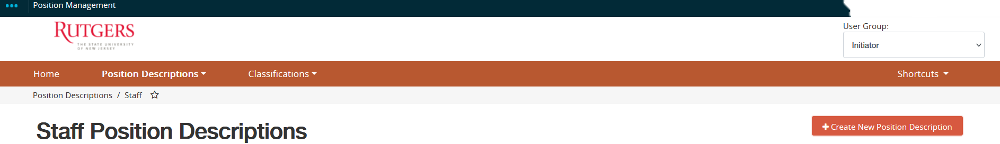 Position Management
RUTGERS
THE STATE UNIVERSITY
OF NEW JERSEY
User Group:
Initiator
Home
Position Descriptions
Classifications
Shortcuts
Position Descriptions / Staff
Staff Position Descriptions
+ Create New Position Description